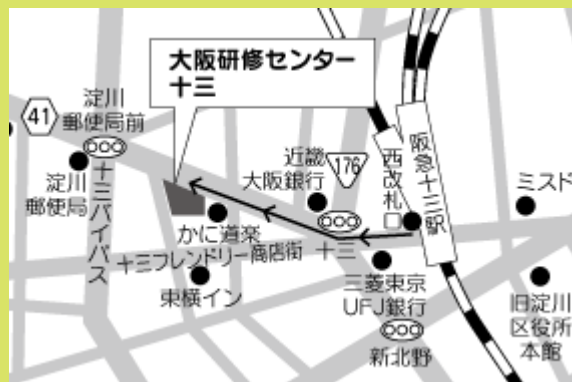 大阪研修センター
十三
41
淀川
郵便局前
淀川
郵便局
十三バイパス
近畿
大阪銀行
176
西改札口
阪急十三駅
ミスド
かに道楽
十三フレンドリー商店街
十三
東横イン
三菱東京
UFJ銀行
新北野
旧淀川
区役所
本館